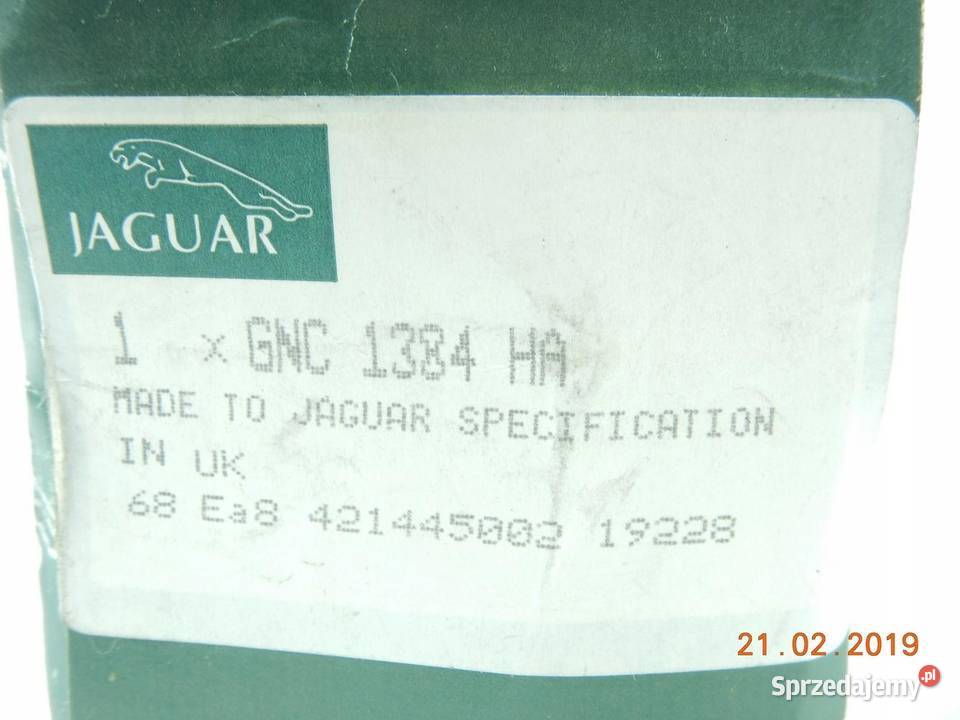 JAGUAR
1 x GNC 1384 HA
MADE TO JAGUAR SPECIFICATION
IN UK
68 Ea8 421445002 19228
21.02.2019
Sprzedajemy.pl